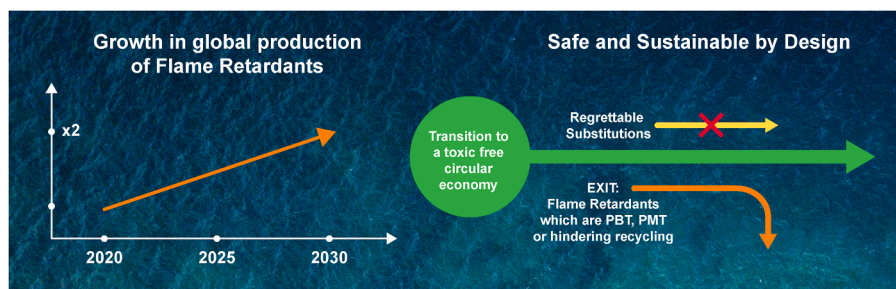 Growth in global production
of Flame Retardants
x2
2020 2025 2030
Safe and Sustainable by Design
Transition to
a toxic free
circular
economy
Regrettable
Substitutions
EXIT:
Flame Retardants
which are PBT, PMT
or hindering recycling